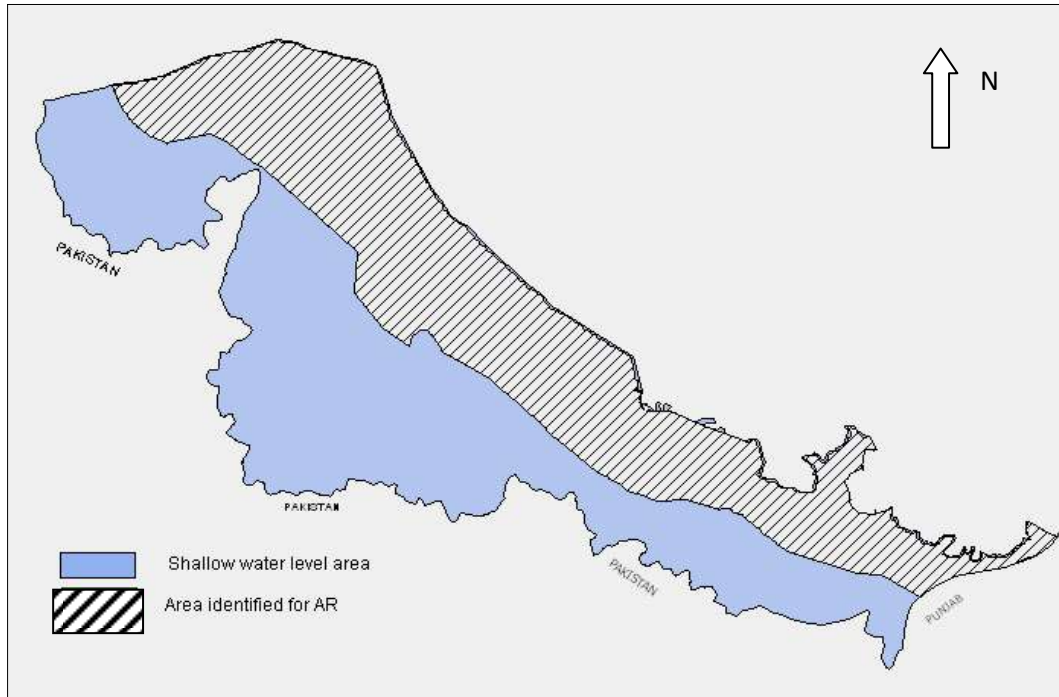 N
PAKISTAN
PAKISTAN
PAKISTAN
PUNJAB
Shallow water level area
Area identified for AR